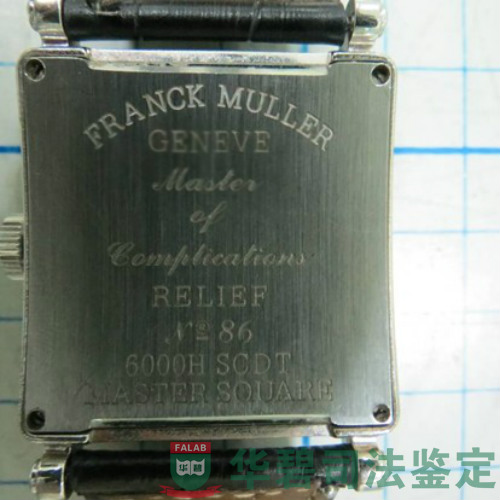 FRANCK MULLER
GENEVE
Master
of
Complications
RELIEF
Nº 86
6000H SCDT
MASTER SQUARE
FALAB
华碧司法鉴定